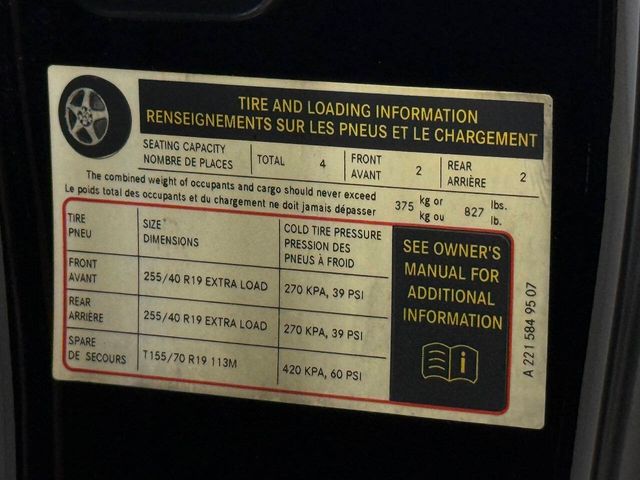 TIRE AND LOADING INFORMATION
RENSEIGNEMENTS SUR LES PNEUS ET LE CHARGEMENT
SEATING CAPACITY
NOMBRE DE PLACES
TOTAL 4
FRONT
AVANT
2
REAR
ARRIÈRE
2
The combined weight of occupants and cargo should never exceed
Le poids total des occupants et du chargement ne doit jamais dépasser
375
kg or
kg ou
827
lbs.
lb.
TIRE
PNEU
SIZE
DIMENSIONS
COLD TIRE PRESSURE
PRESSION DES
PNEUS À FROID
FRONT
AVANT
255/40 R19 EXTRA LOAD
270 KPA, 39 PSI
REAR
ARRIÈRE
255/40 R19 EXTRA LOAD
270 KPA, 39 PSI
SPARE
DE SECOURS
T155/70 R19 113M
420 KPA, 60 PSI
SEE OWNER'S
MANUAL FOR
ADDITIONAL
INFORMATION
i
A 221 584 95 07